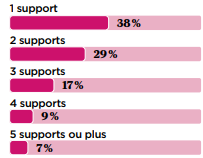 1 support
38%
2 supports
29%
3 supports
17%
4 supports
9%
5 supports ou plus
7%